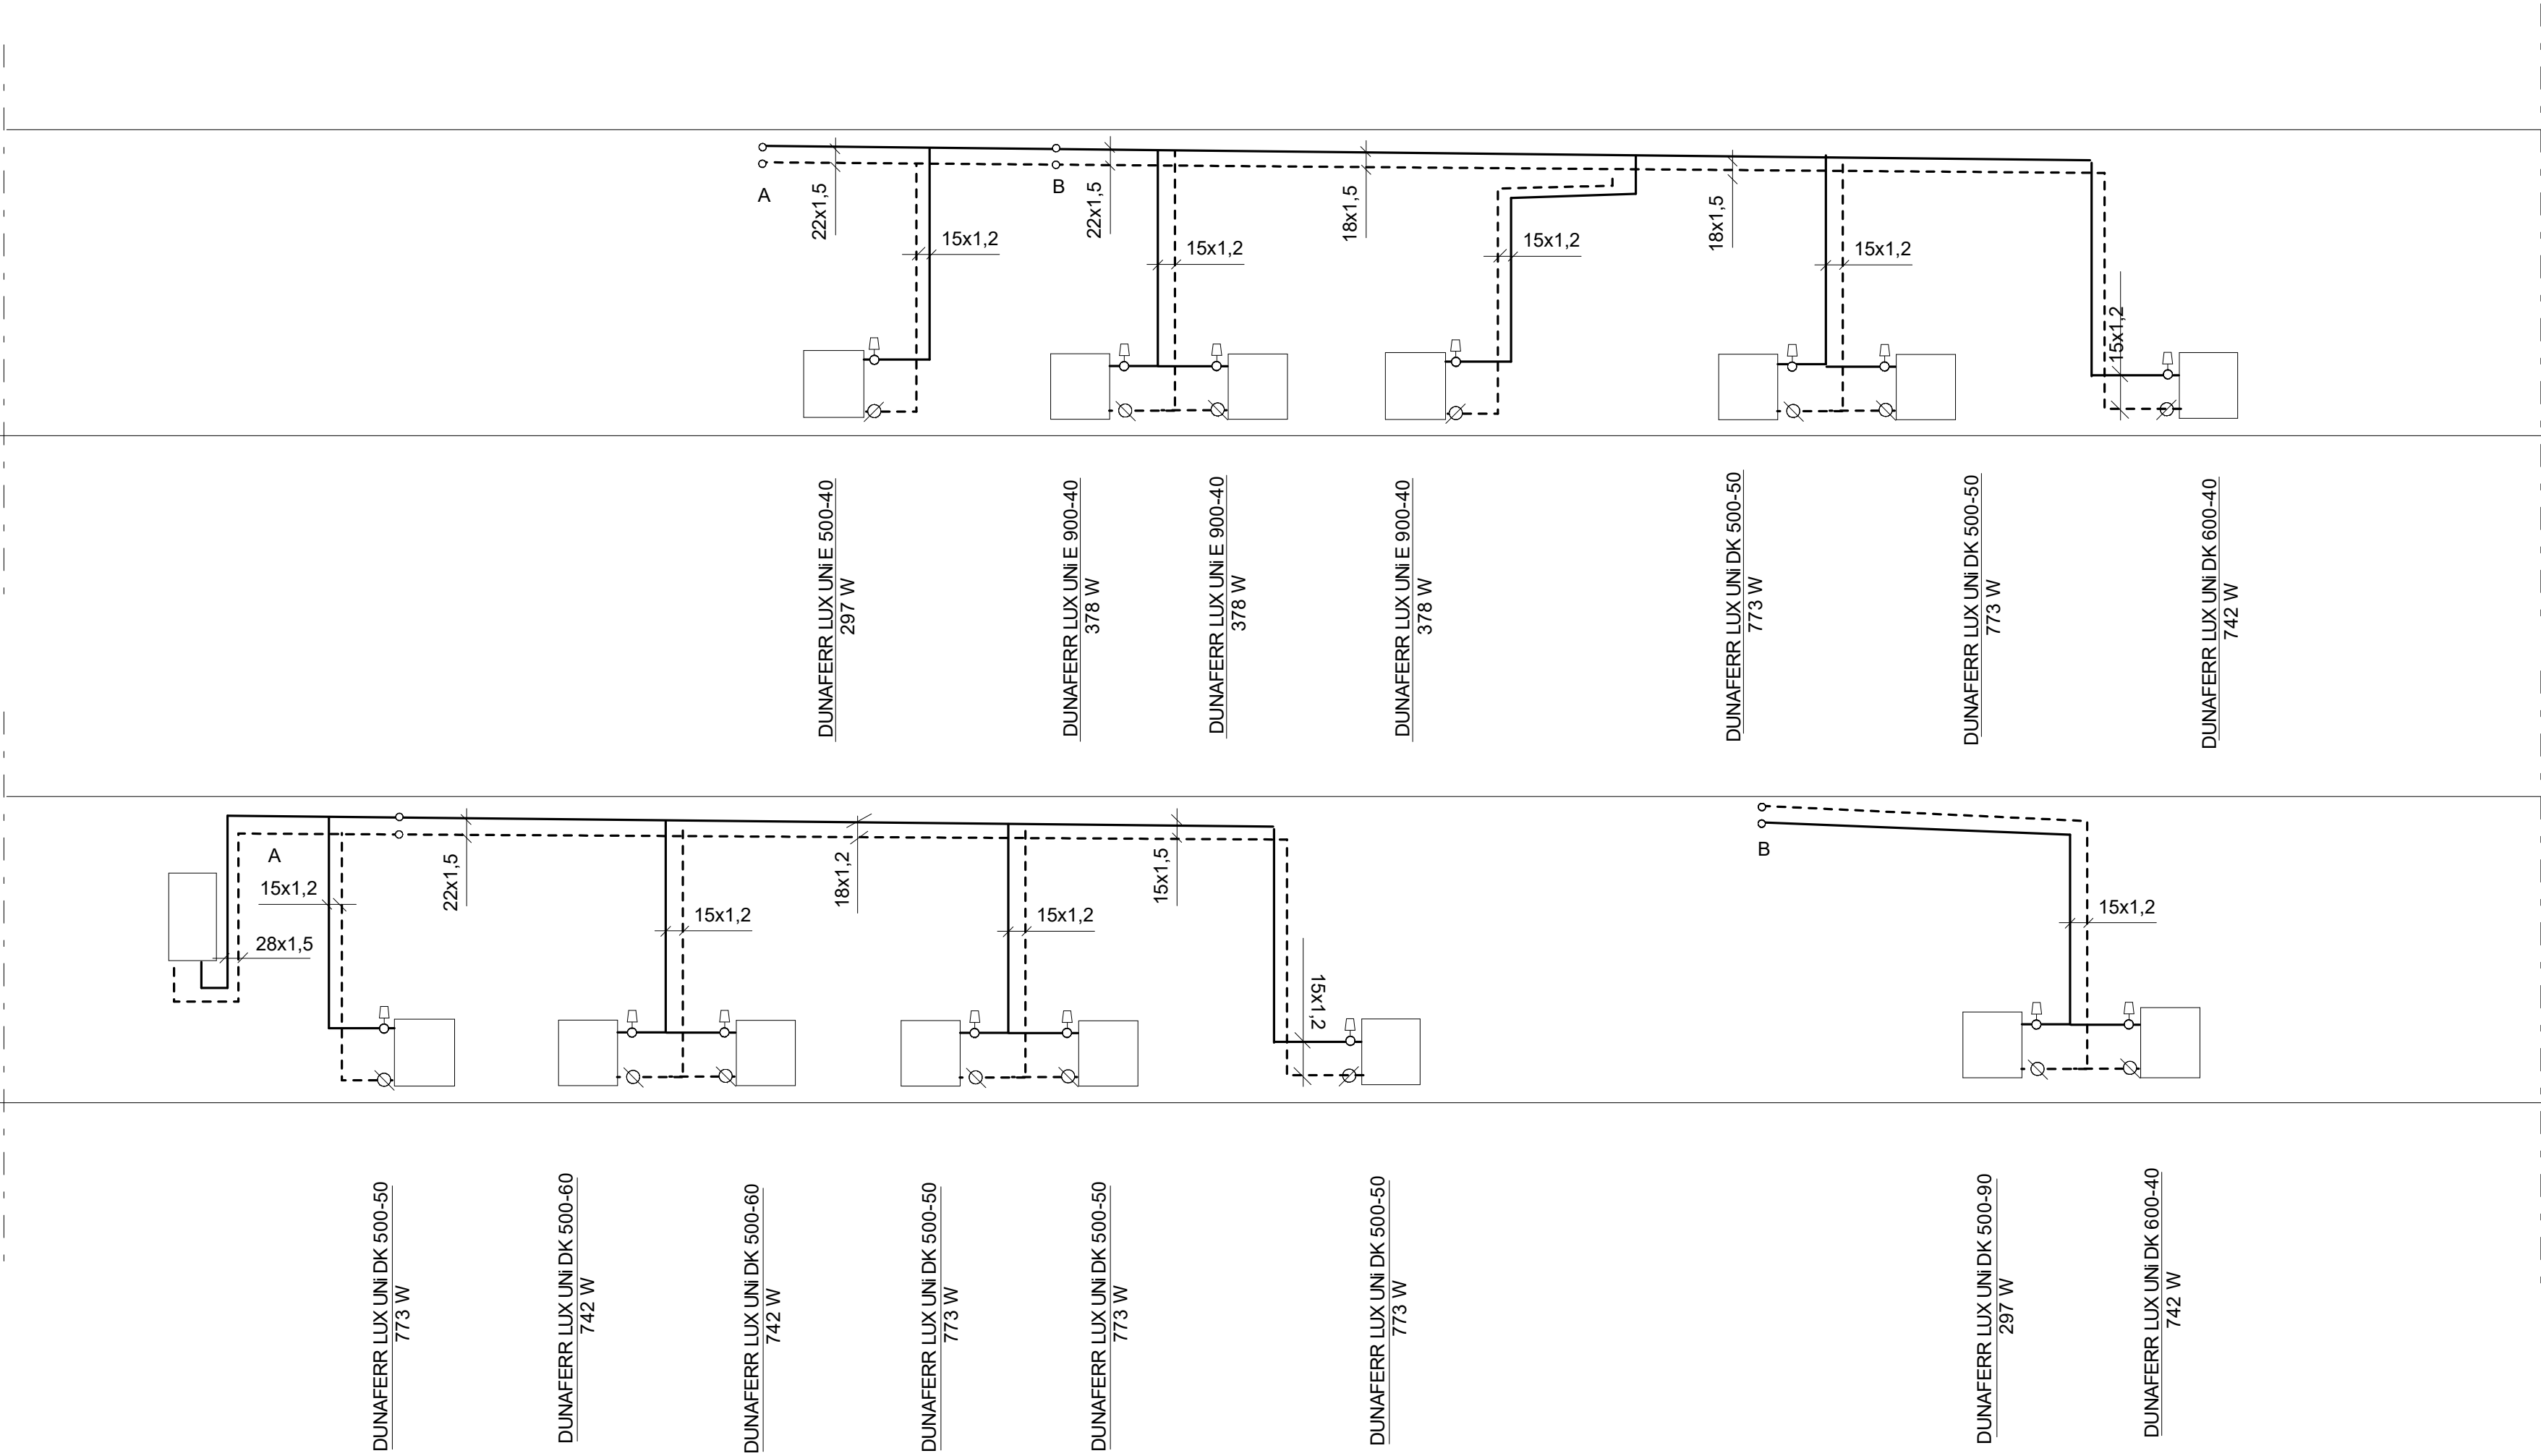 A
22x1,5
15x1,2
B
22x1,5
15x1,2
18x1,5
15x1,2
18x1,5
15x1,2
15x1,2
DUNAFERR LUX UNi E 500-40
297 W
DUNAFERR LUX UNi E 900-40
378 W
DUNAFERR LUX UNi E 900-40
378 W
DUNAFERR LUX UNi E 900-40
378 W
DUNAFERR LUX UNi DK 500-50
773 W
DUNAFERR LUX UNi DK 500-50
773 W
DUNAFERR LUX UNi DK 600-40
742 W
A
15x1,2
28x1,5
22x1,5
15x1,2
18x1,2
15x1,2
15x1,5
15x1,2
B
15x1,2
DUNAFERR LUX UNi DK 500-50
773 W
DUNAFERR LUX UNi DK 500-60
742 W
DUNAFERR LUX UNi DK 500-60
742 W
DUNAFERR LUX UNi DK 500-50
773 W
DUNAFERR LUX UNi DK 500-50
773 W
DUNAFERR LUX UNi DK 500-50
773 W
DUNAFERR LUX UNi DK 500-90
297 W
DUNAFERR LUX UNi DK 600-40
742 W